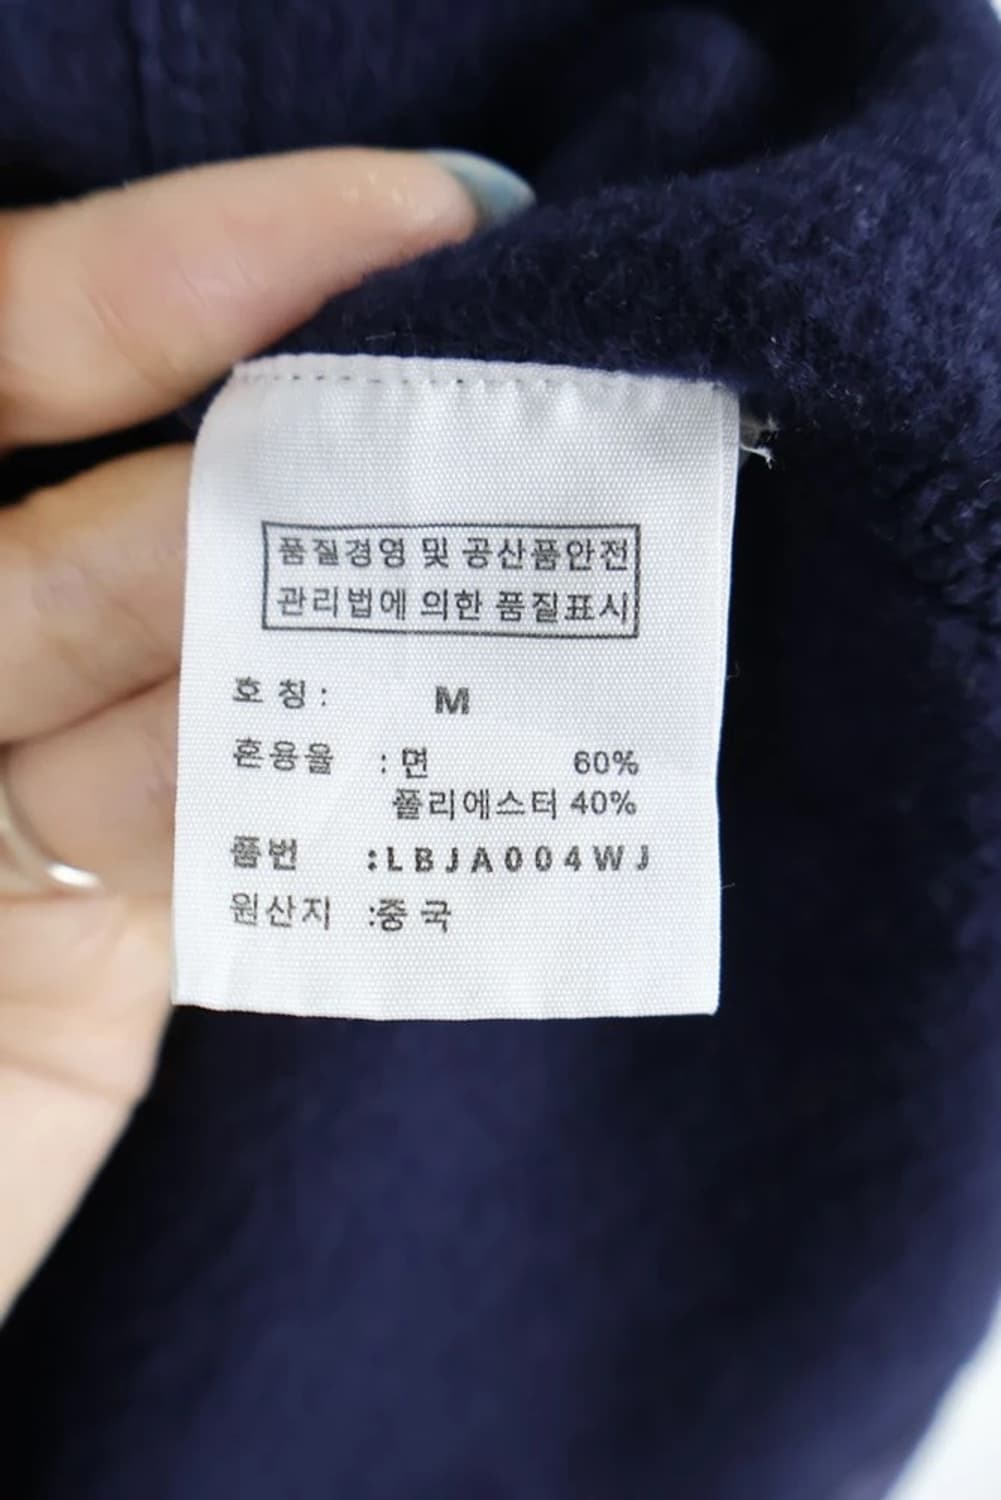 품질경영 및 공산품안전
관리법에 의한 품질표시
호 칭 : M
혼용율 : 면 60%
폴리에스터 40%
품번 :LBJA004WJ
원산지 :중국